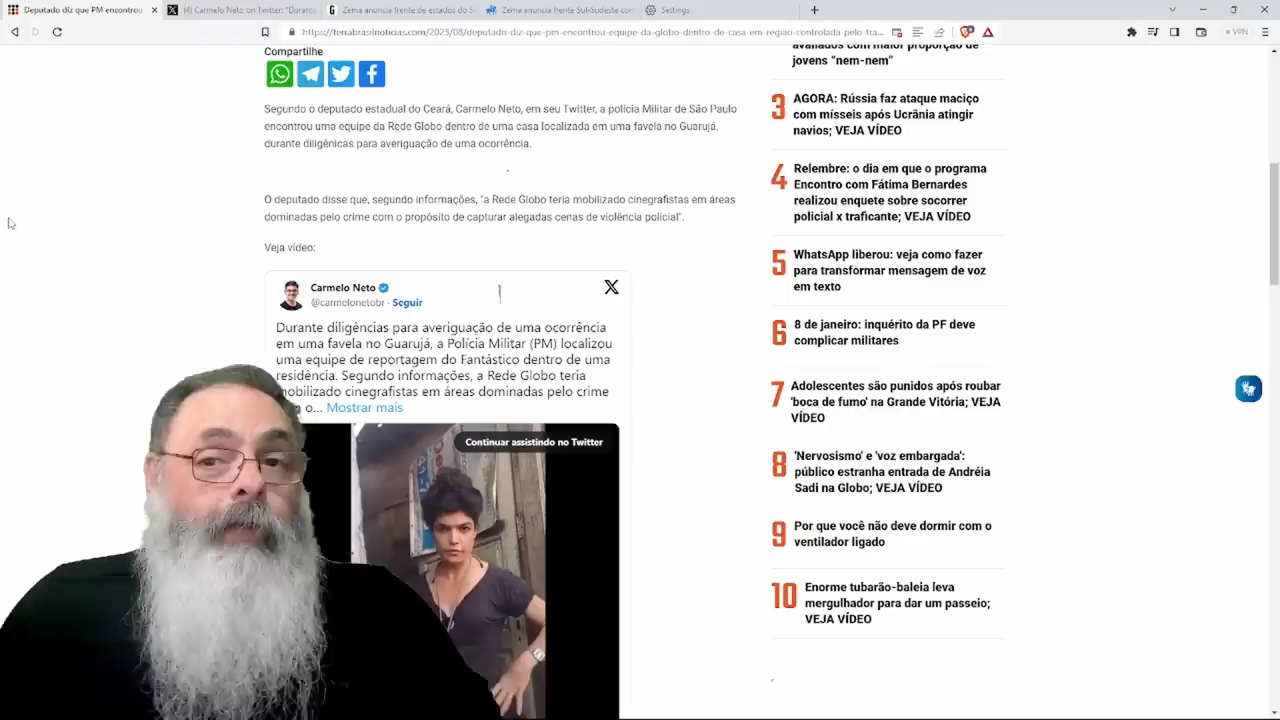 Deputado diz que PM encontrou
(4) Carmelo Neto on Twitter: "Durante
Zema anuncia frente de estados do S
Zema anuncia frente Sul-Sudeste con
Settings
https://terrabrasilnoticias.com/2023/08/deputado-diz-que-pm-encontrou-equipe-da-globo-dentro-de-casa-em-regiao-controlada-pelo-tra...
VPN
Compartilhe
Segundo o deputado estadual do Ceará, Carmelo Neto, em seu Twitter, a polícia Militar de São Paulo
encontrou uma equipe da Rede Globo dentro de uma casa localizada em uma favela no Guarujá,
durante diligênicas para averiguação de uma ocorrência.
O deputado disse que, segundo informações, "a Rede Globo teria mobilizado cinegrafistas em áreas
dominadas pelo crime com o propósito de capturar alegadas cenas de violência policial".
Veja vídeo:
Carmelo Neto
@carmelonetobr · Seguir
Durante diligências para averiguação de uma ocorrência
em uma favela no Guarujá, a Polícia Militar (PM) localizou
uma equipe de reportagem do Fantástico dentro de uma
residência. Segundo informações, a Rede Globo teria
mobilizado cinegrafistas em áreas dominadas pelo crime
o... Mostrar mais
Continuar assistindo no Twitter
avaliados com maior proporção de
jovens "nem-nem"
3 AGORA: Rússia faz ataque maciço
com mísseis após Ucrânia atingir
navios; VEJA VÍDEO
4 Relembre: o dia em que o programa
Encontro com Fátima Bernardes
realizou enquete sobre socorrer
policial x traficante; VEJA VÍDEO
5 WhatsApp liberou: veja como fazer
para transformar mensagem de voz
em texto
6 8 de janeiro: inquérito da PF deve
complicar militares
7 Adolescentes são punidos após roubar
'boca de fumo' na Grande Vitória; VEJA
VÍDEO
8 'Nervosismo' e 'voz embargada':
público estranha entrada de Andréia
Sadi na Globo; VEJA VÍDEO
9 Por que você não deve dormir com o
ventilador ligado
10 Enorme tubarão-baleia leva
mergulhador para dar um passeio;
VEJA VÍDEO